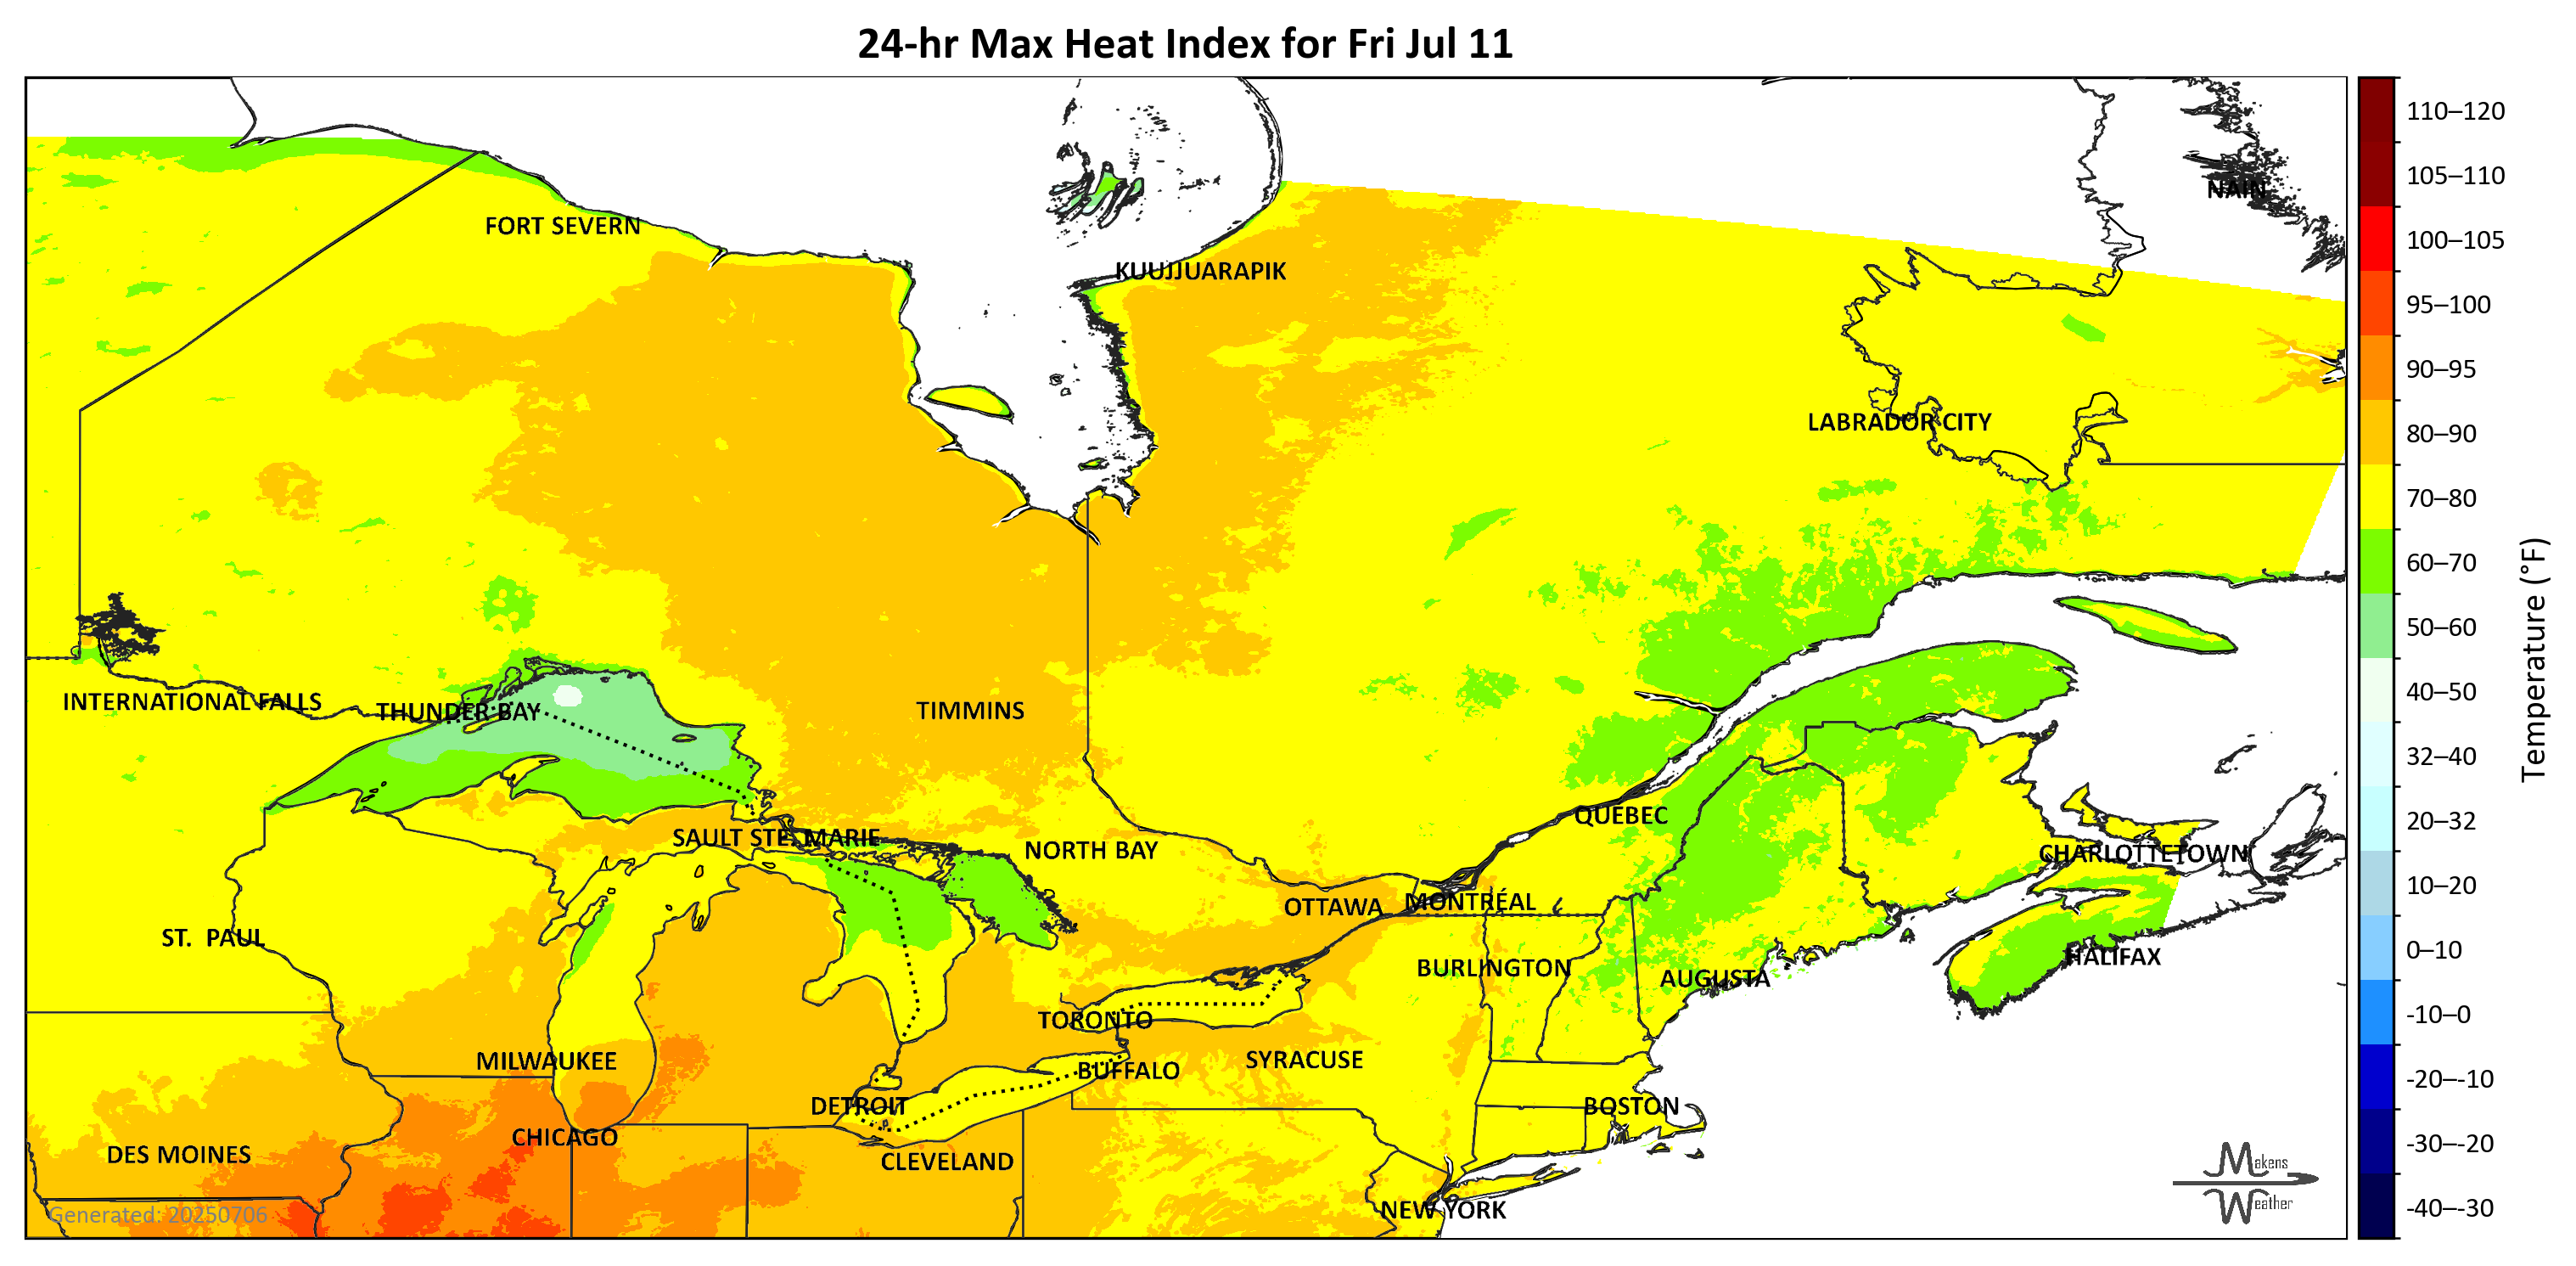 24-hr Max Heat Index for Fri Jul 11
110–120
105–110
NAIN
FORT SEVERN
100–105
KUUJJUARAPIK
95–100
90–95
LABRADOR CITY
80–90
70–80
60–70
50–60
Temperature (°F)
INTERNATIONAL FALLS
THUNDER BAY
TIMMINS
40–50
32–40
QUÉBEC
20–32
SAULT STE. MARIE
NORTH BAY
CHARLOTTETOWN
10–20
OTTAWA
MONTRÉAL
ST. PAUL
0–10
HALIFAX
BURLINGTON
AUGUSTA
-10–0
TORONTO
MILWAUKEE
SYRACUSE
BUFFALO
-20–-10
DETROIT
BOSTON
CHICAGO
-30–-20
DES MOINES
CLEVELAND
Makens
Weather
NEW YORK
-40–-30
Generated: 20250706